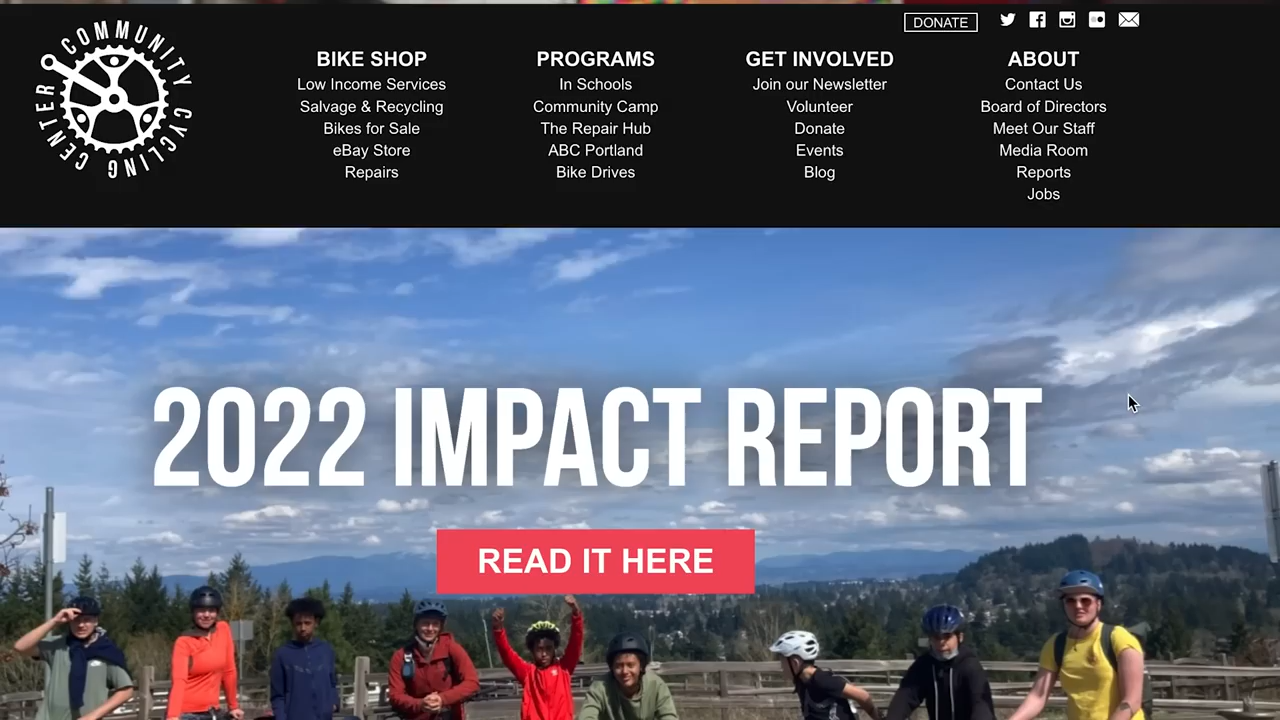 COMMUNITY CYCLING CENTER
DONATE
BIKE SHOP
Low Income Services
Salvage & Recycling
Bikes for Sale
eBay Store
Repairs
PROGRAMS
In Schools
Community Camp
The Repair Hub
ABC Portland
Bike Drives
GET INVOLVED
Join our Newsletter
Volunteer
Donate
Events
Blog
ABOUT
Contact Us
Board of Directors
Meet Our Staff
Media Room
Reports
Jobs
2022 IMPACT REPORT
READ IT HERE